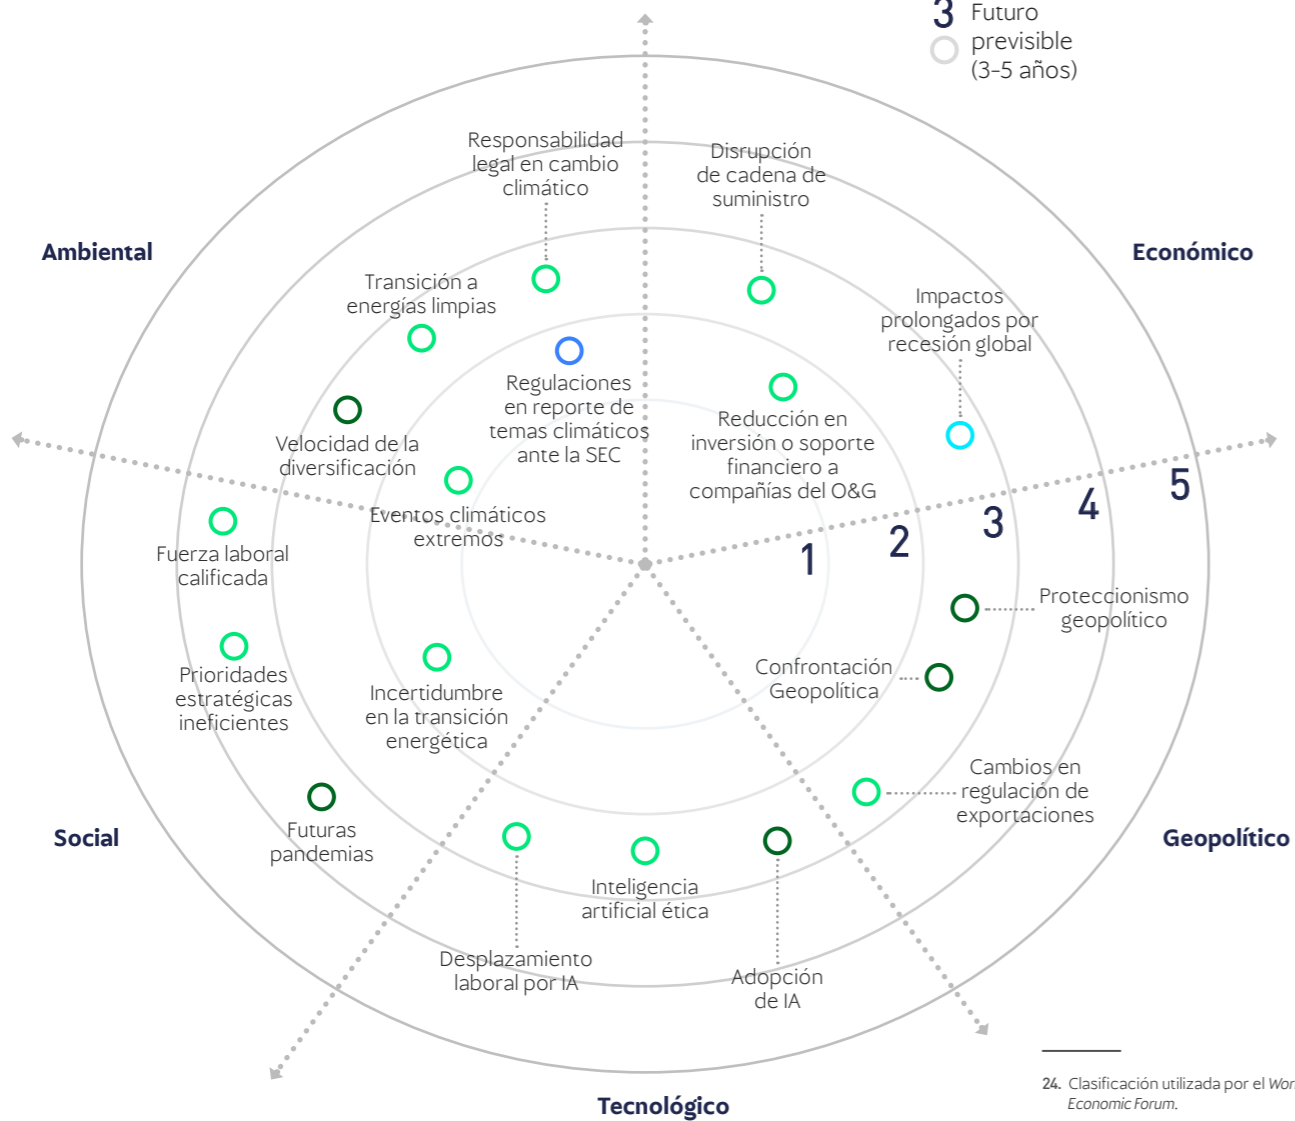 3 Futuro
previsible
(3-5 años)
Responsabilidad
legal en cambio
climático
Disrupción
de cadena de
suministro
Ambiental
Económico
Transición a
energías limpias
Impactos
prolongados por
recesión global
Regulaciones
en reporte de
temas climáticos
ante la SEC
Reducción en
inversión o soporte
financiero a
compañías del O&G
Velocidad de la
diversificación
Eventos climáticos
extremos
1
2
3
4
5
Fuerza laboral
calificada
Proteccionismo
geopolítico
Confrontación
Geopolítica
Prioridades
estratégicas
ineficientes
Incertidumbre
en la transición
energética
Cambios en
regulación de
exportaciones
Futuras
pandemias
Social
Geopolítico
Inteligencia
artificial ética
Desplazamiento
laboral por IA
Adopción
de IA
Tecnológico
24. Clasificación utilizada por el
Economic Forum.